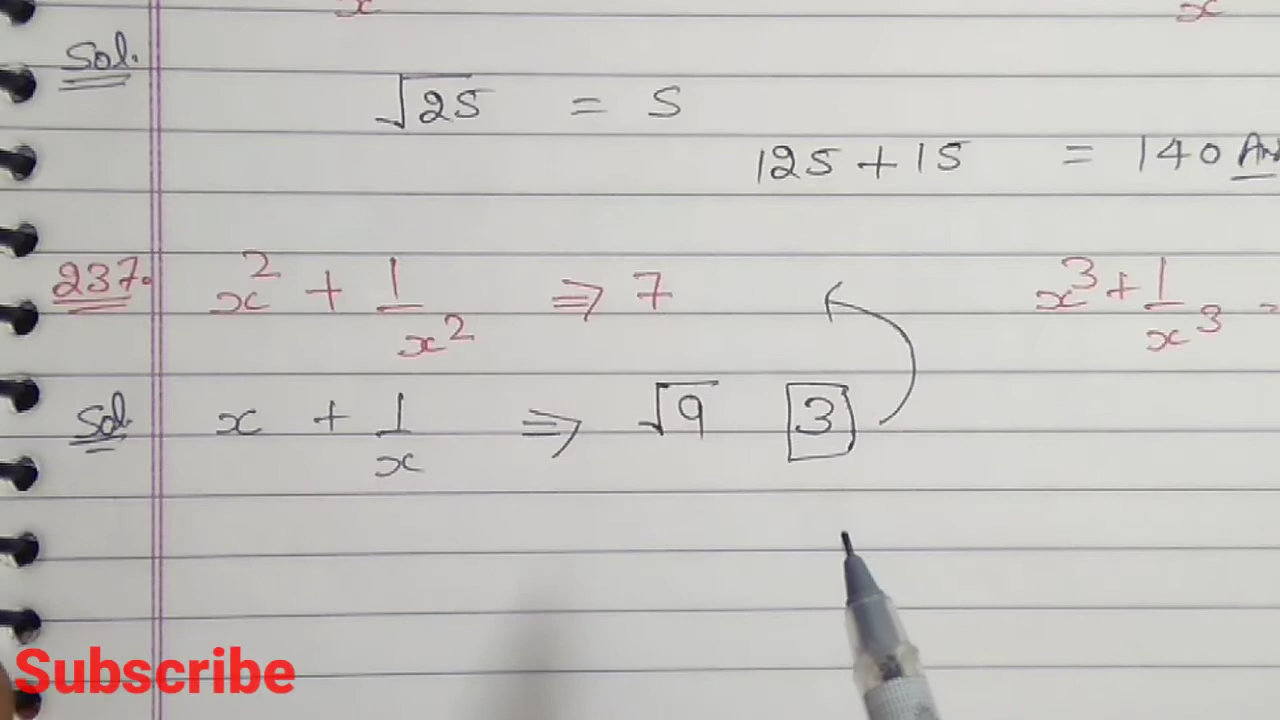 x x
Sol.
√25 = 5
125 + 15 = 140 An
237. x² + 1/x² ⇒ 7 x³ + 1/x³ =
Sol. x + 1/x ⇒ √9 3
Subscribe